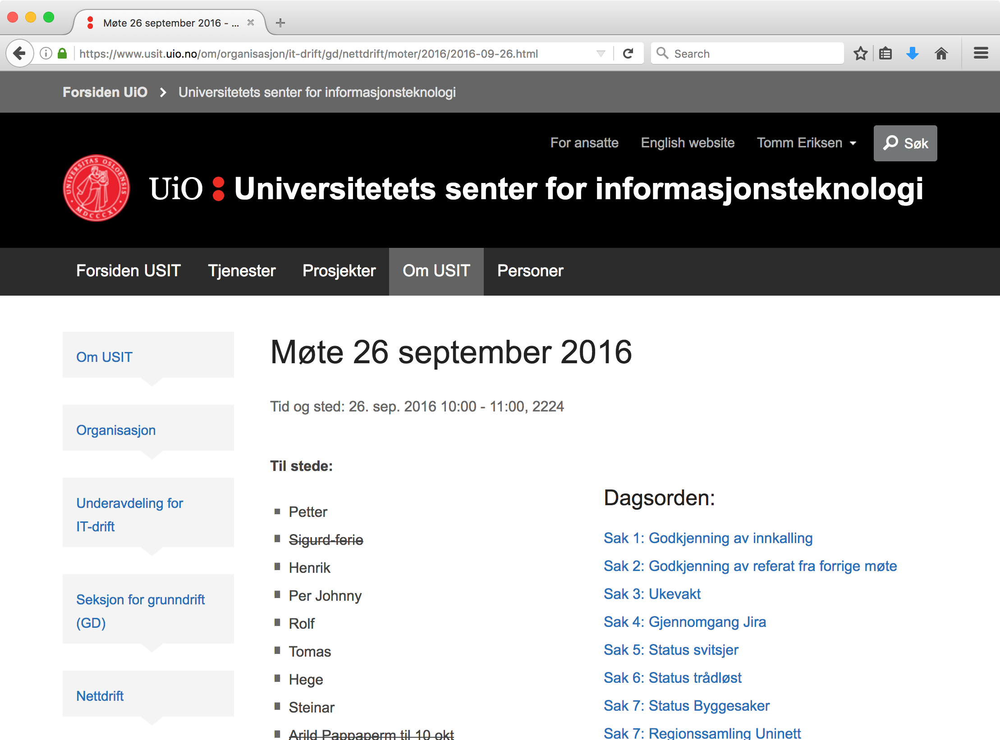 Møte 26 september 2016 - ...
https://www.usit.uio.no/om/organisasjon/it-drift/gd/nettdrift/moter/2016/2016-09-26.html
Search
Forsiden UiO
Universitetets senter for informasjonsteknologi
For ansatte
English website
Tomm Eriksen
Søk
UNIVERSITAS OSLOENSIS
MDCCCXI
UiO : Universitetets senter for informasjonsteknologi
Forsiden USIT
Tjenester
Prosjekter
Om USIT
Personer
Om USIT
Organisasjon
Underavdeling for
IT-drift
Seksjon for grunndrift
(GD)
Nettdrift
Møte 26 september 2016
Tid og sted: 26. sep. 2016 10:00 - 11:00, 2224
Til stede:
Petter
Sigurd-ferie
Henrik
Per Johnny
Rolf
Tomas
Hege
Steinar
Arild Pappaperm til 10 okt
Dagsorden:
Sak 1: Godkjenning av innkalling
Sak 2: Godkjenning av referat fra forrige møte
Sak 3: Ukevakt
Sak 4: Gjennomgang Jira
Sak 5: Status svitsjer
Sak 6: Status trådløst
Sak 7: Status Byggesaker
Sak 7: Regionssamling Uninett